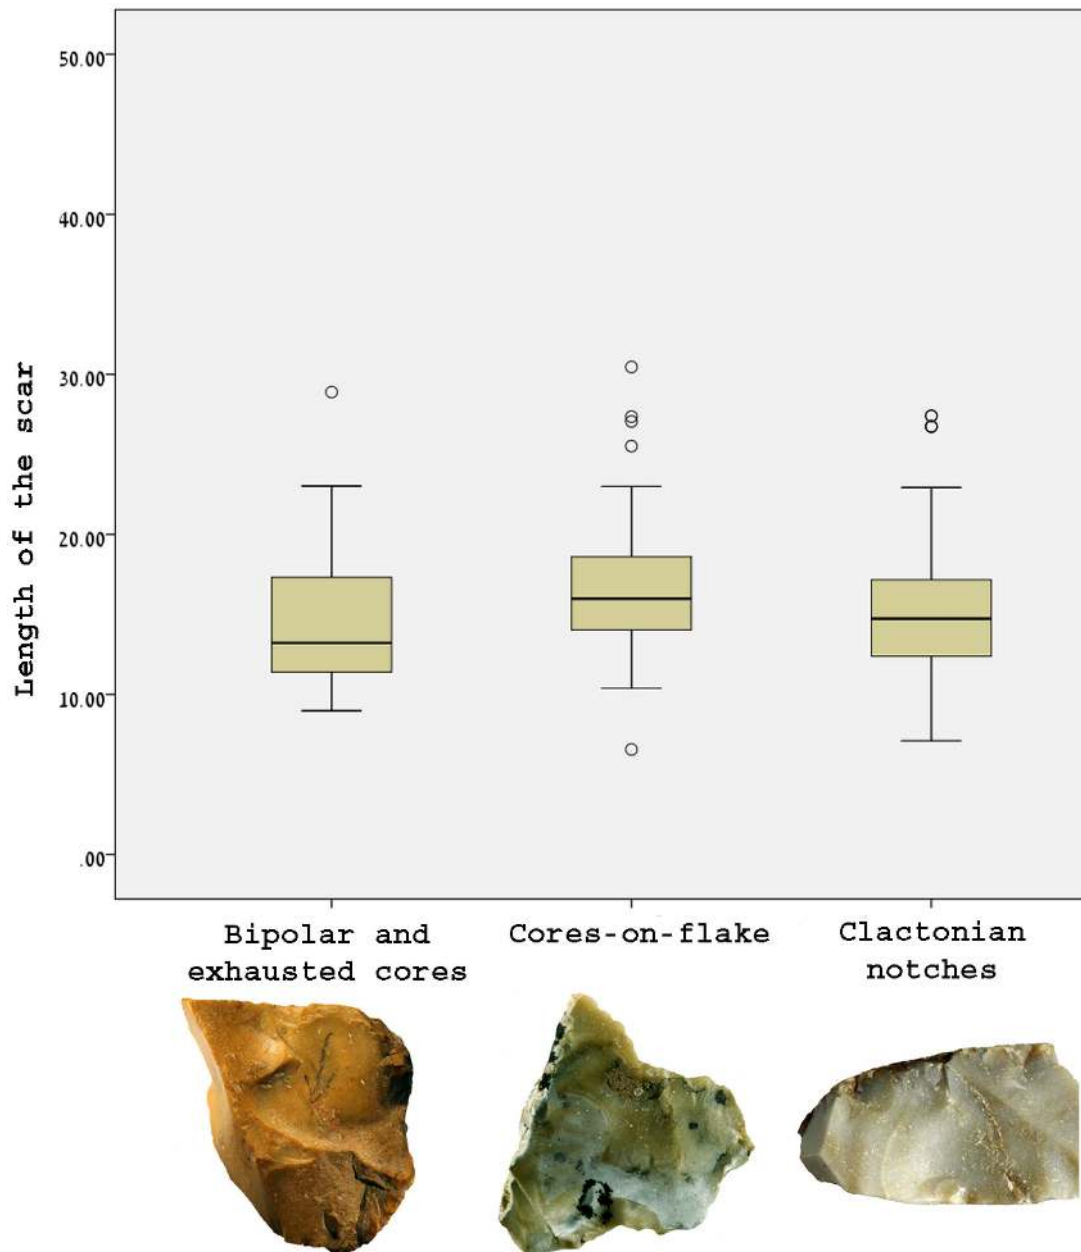 50.00
40.00
30.00
20.00
10.00
.00
Length of the scar
Bipolar and
exhausted cores
Cores-on-flake
Clactonian
notches